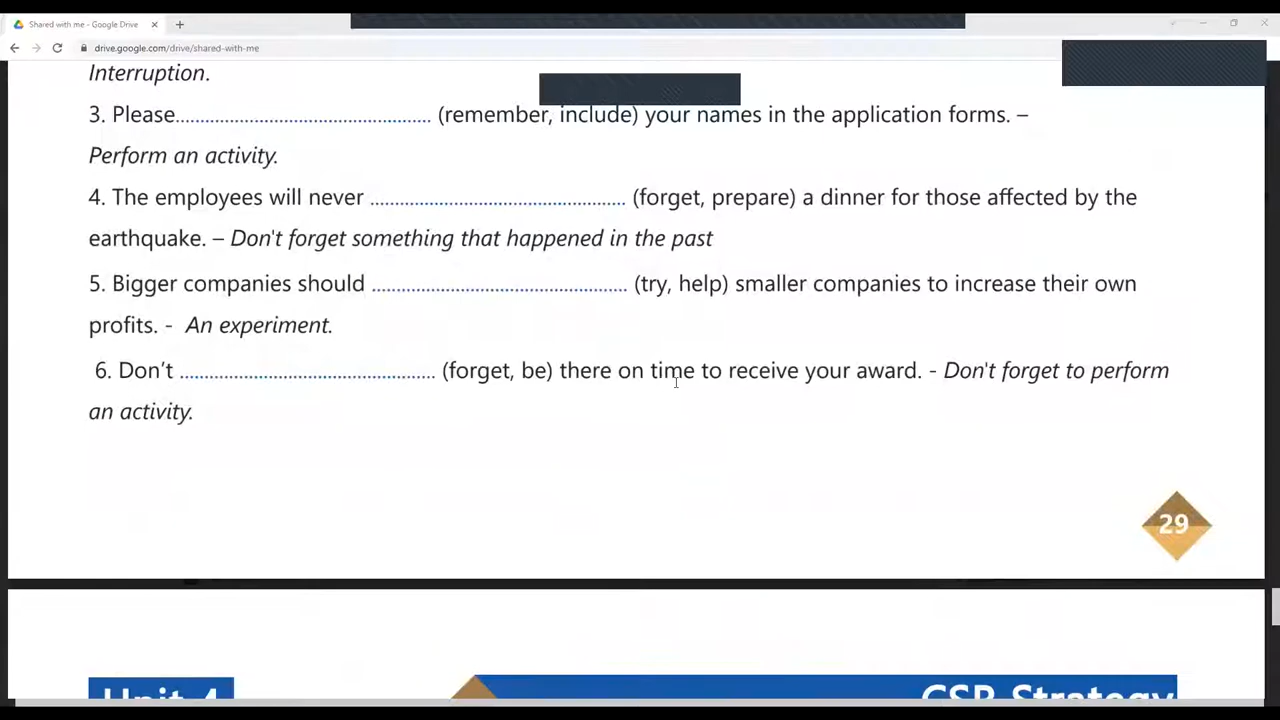 Shared with me - Google Drive
drive.google.com/drive/shared-with-me
Interruption.
3. Please................................................. (remember, include) your names in the application forms. –
Perform an activity.
4. The employees will never ................................................. (forget, prepare) a dinner for those affected by the
earthquake. – Don't forget something that happened in the past
5. Bigger companies should ................................................. (try, help) smaller companies to increase their own
profits. - An experiment.
6. Don’t ................................................. (forget, be) there on time to receive your award. - Don't forget to perform
an activity.
29
Unit 4
CSR Strategy